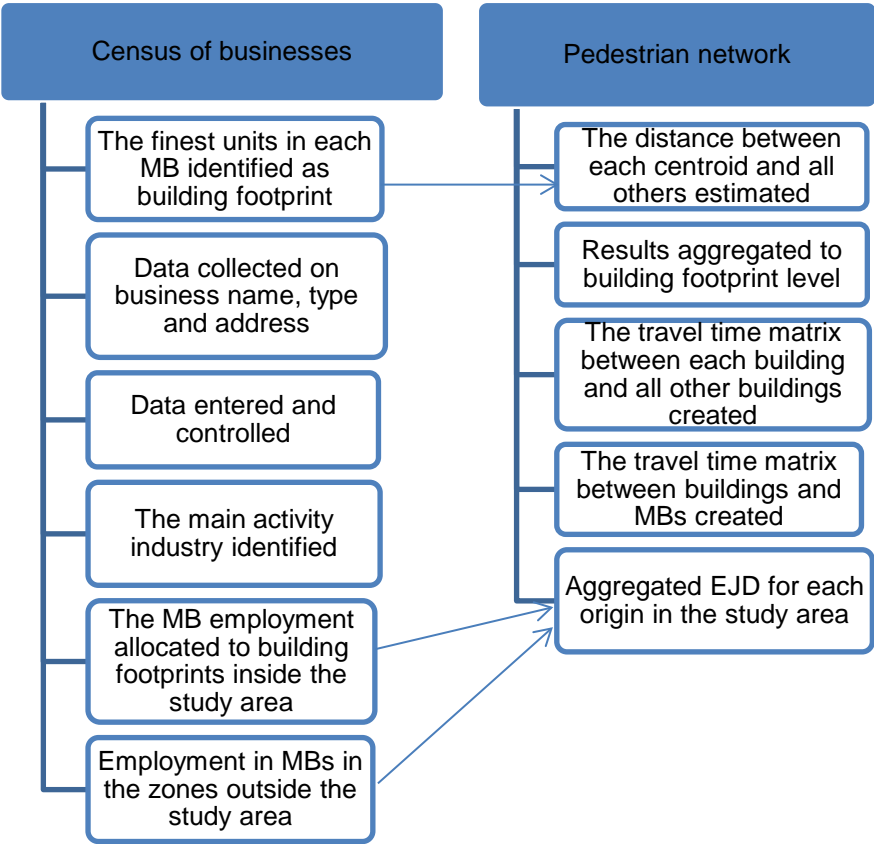 Census of businesses
The finest units in each
MB identified as
building footprint
Data collected on
business name, type
and address
Data entered and
controlled
The main activity
industry identified
The MB employment
allocated to building
footprints inside the
study area
Employment in MBs in
the zones outside the
study area
Pedestrian network
The distance between
each centroid and all
others estimated
Results aggregated to
building footprint level
The travel time matrix
between each building
and all other buildings
created
The travel time matrix
between buildings and
MBs created
Aggregated EJD for each
origin in the study area